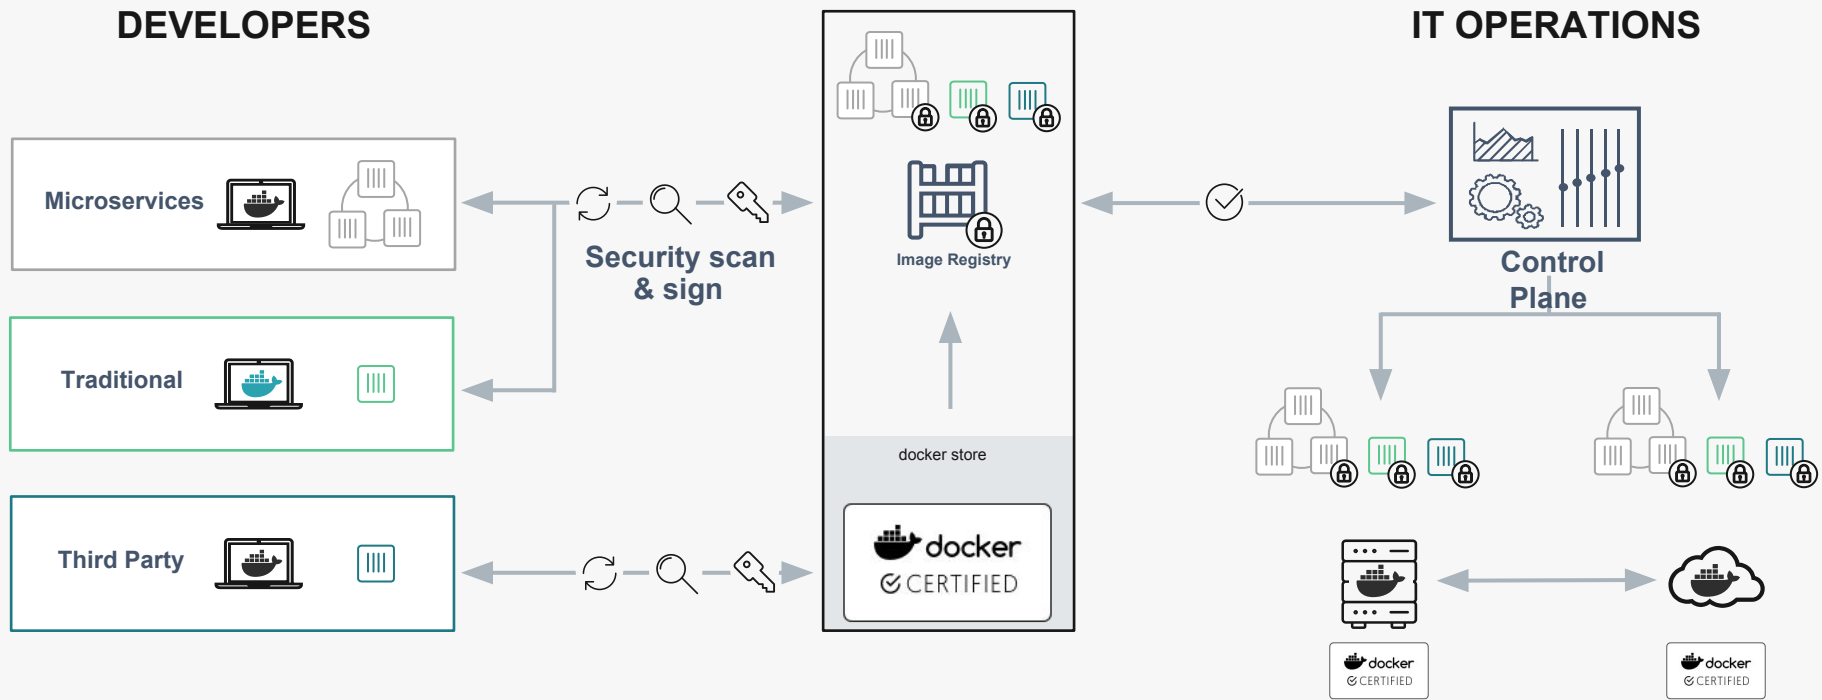 DEVELOPERS
IT OPERATIONS
Microservices
Security scan
& sign
Image Registry
Control
Plane
Traditional
docker store
Third Party
docker
CERTIFIED
docker
CERTIFIED
docker
CERTIFIED